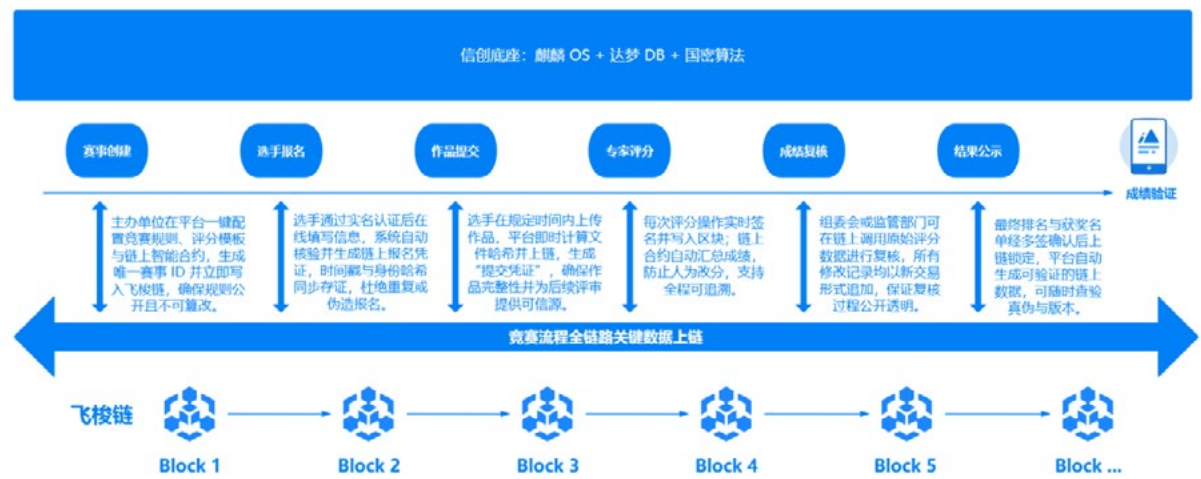 信创底座：麒麟 OS + 达梦 DB + 国密算法
赛事创建
选手报名
作品提交
专家评分
成绩复核
结果公示
成绩验证
主办单位在平台一键配
置竞赛规则、评分模板
与链上智能合约，生成
唯一赛事 ID 并立即写
入飞梭链，确保规则公
开且不可篡改。
选手通过实名认证后在
线填写信息，系统自动
核验并生成链上报名凭
证，时间戳与身份哈希
同步存证，杜绝重复或
伪造报名。
选手在规定时间内上传
作品，平台即时计算文
件哈希并上链，生成
“提交凭证”，确保作
品完整性并为后续评审
提供可信源。
每次评分操作实时签
名并写入区块；链上
合约自动汇总成绩，
防止人为改分，支持
全程可追溯。
组委会或监管部门可
在链上调用原始评分
数据进行复核，所有
修改记录均以新交易
形式追加，保证复核
过程公开透明。
最终排名与获奖名
单经多签确认后上
链锁定，平台自动
生成可验证的链上
数据，可随时查验
真伪与版本。
竞赛流程全链路关键数据上链
飞梭链
Block 1
Block 2
Block 3
Block 4
Block 5
Block ...